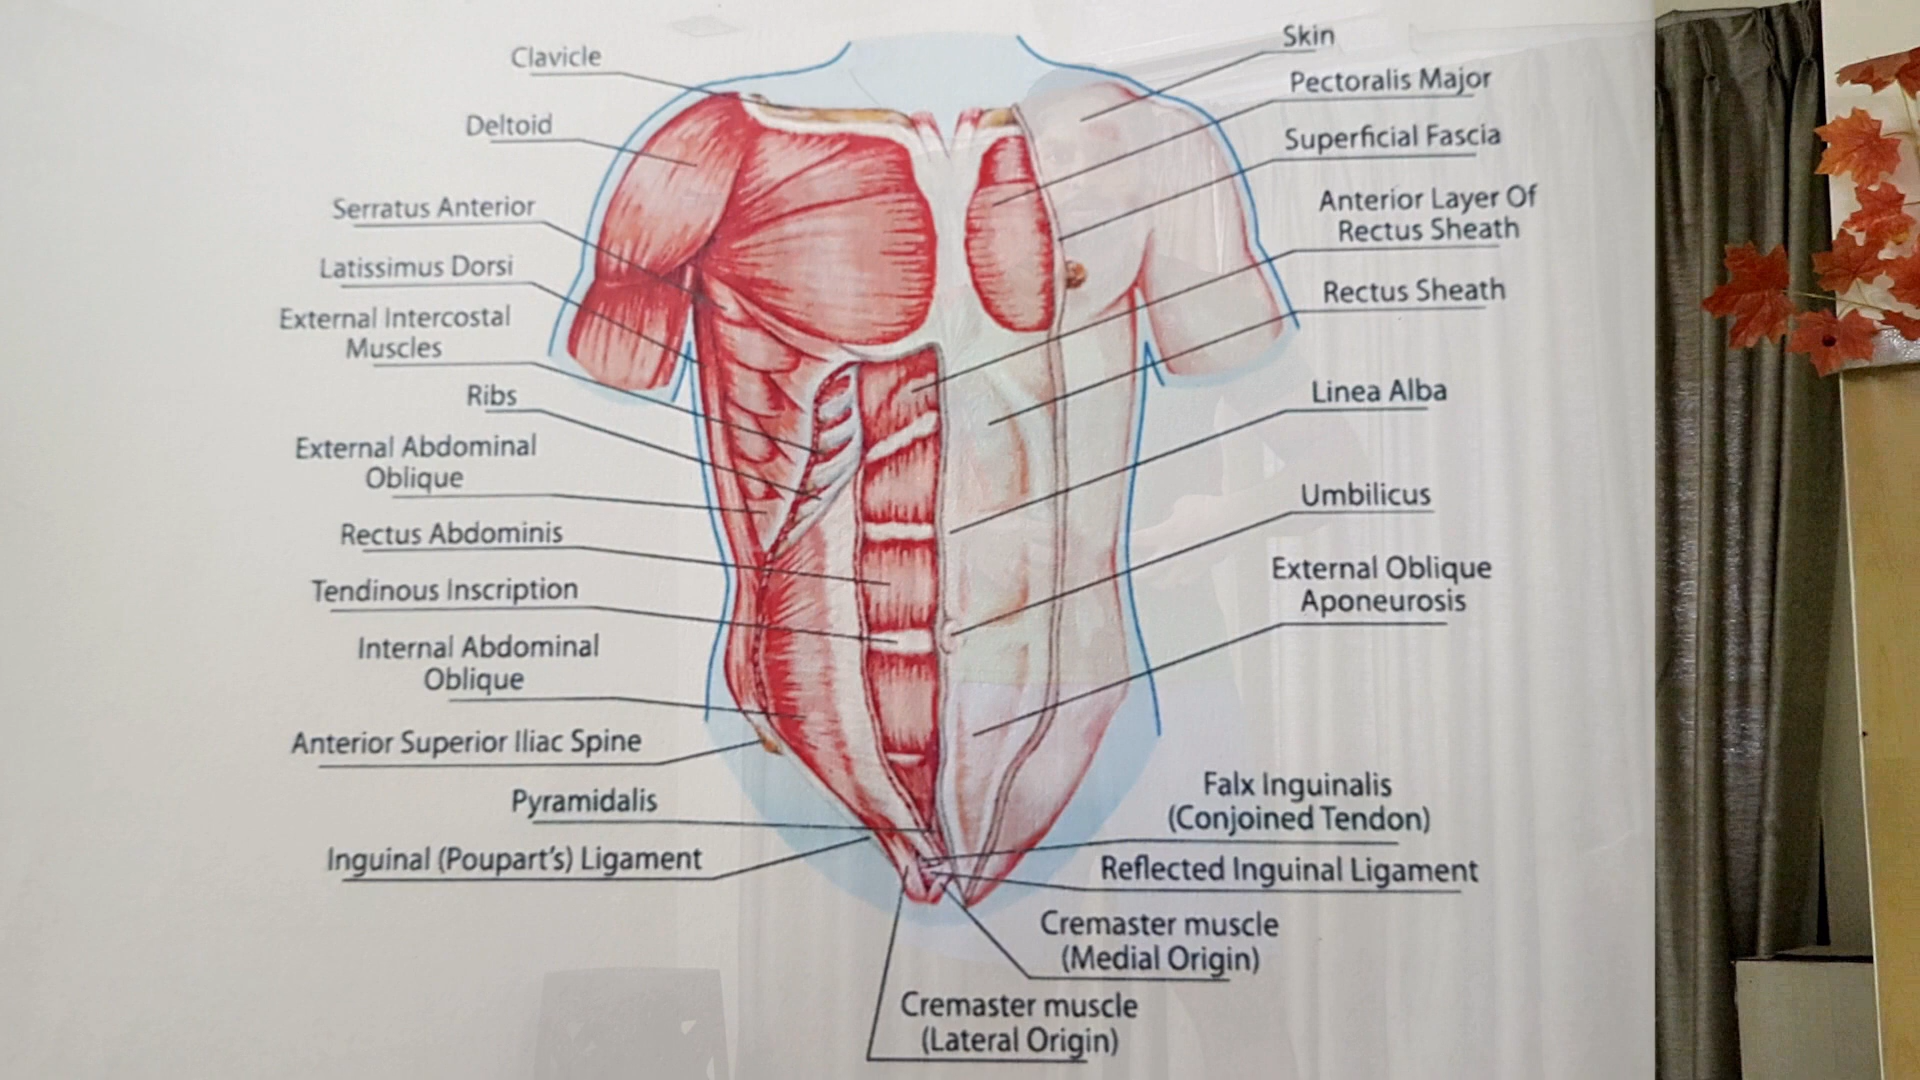 Clavicle
Deltoid
Serratus Anterior
Latissimus Dorsi
External Intercostal
Muscles
Ribs
External Abdominal
Oblique
Rectus Abdominis
Tendinous Inscription
Internal Abdominal
Oblique
Anterior Superior Iliac Spine
Pyramidalis
Inguinal (Poupart's) Ligament
Skin
Pectoralis Major
Superficial Fascia
Anterior Layer Of
Rectus Sheath
Rectus Sheath
Linea Alba
Umbilicus
External Oblique
Aponeurosis
Falx Inguinalis
(Conjoined Tendon)
Reflected Inguinal Ligament
Cremaster muscle
(Medial Origin)
Cremaster muscle
(Lateral Origin)